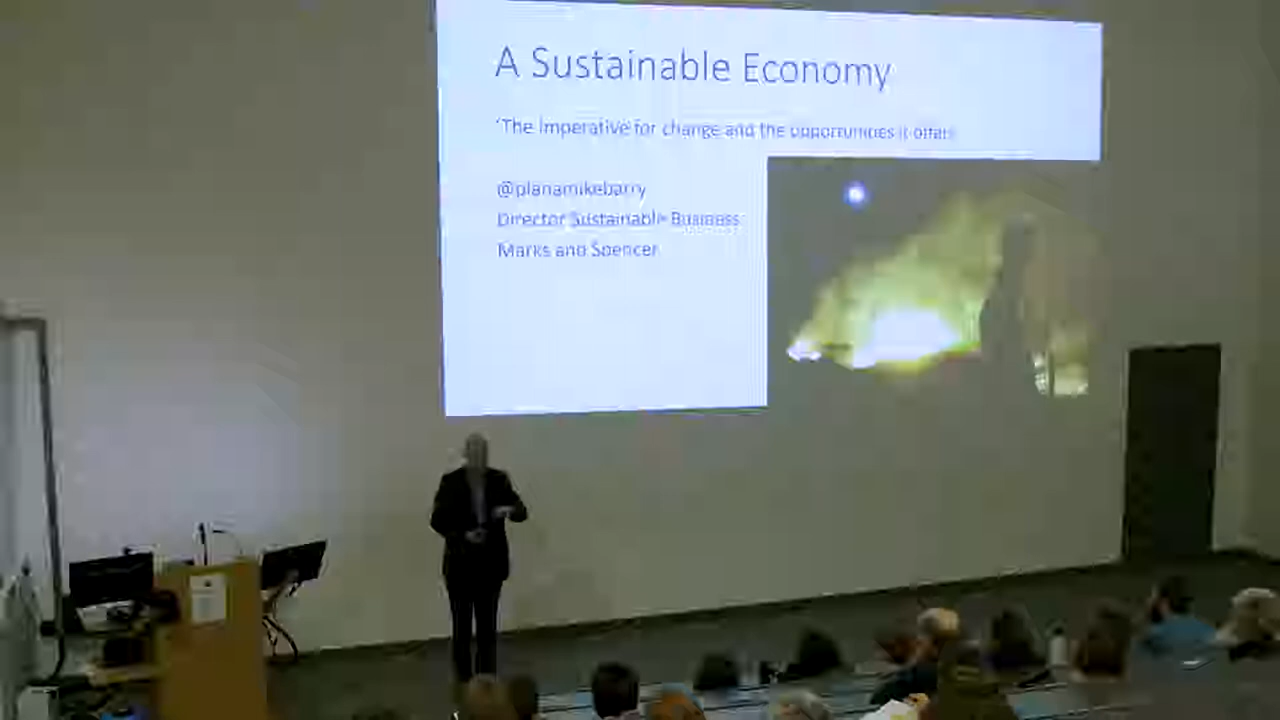 A Sustainable Economy
'The imperative for change and the opportunities it offers
@planamikebarry
Director Sustainable Business
Marks and Spencer